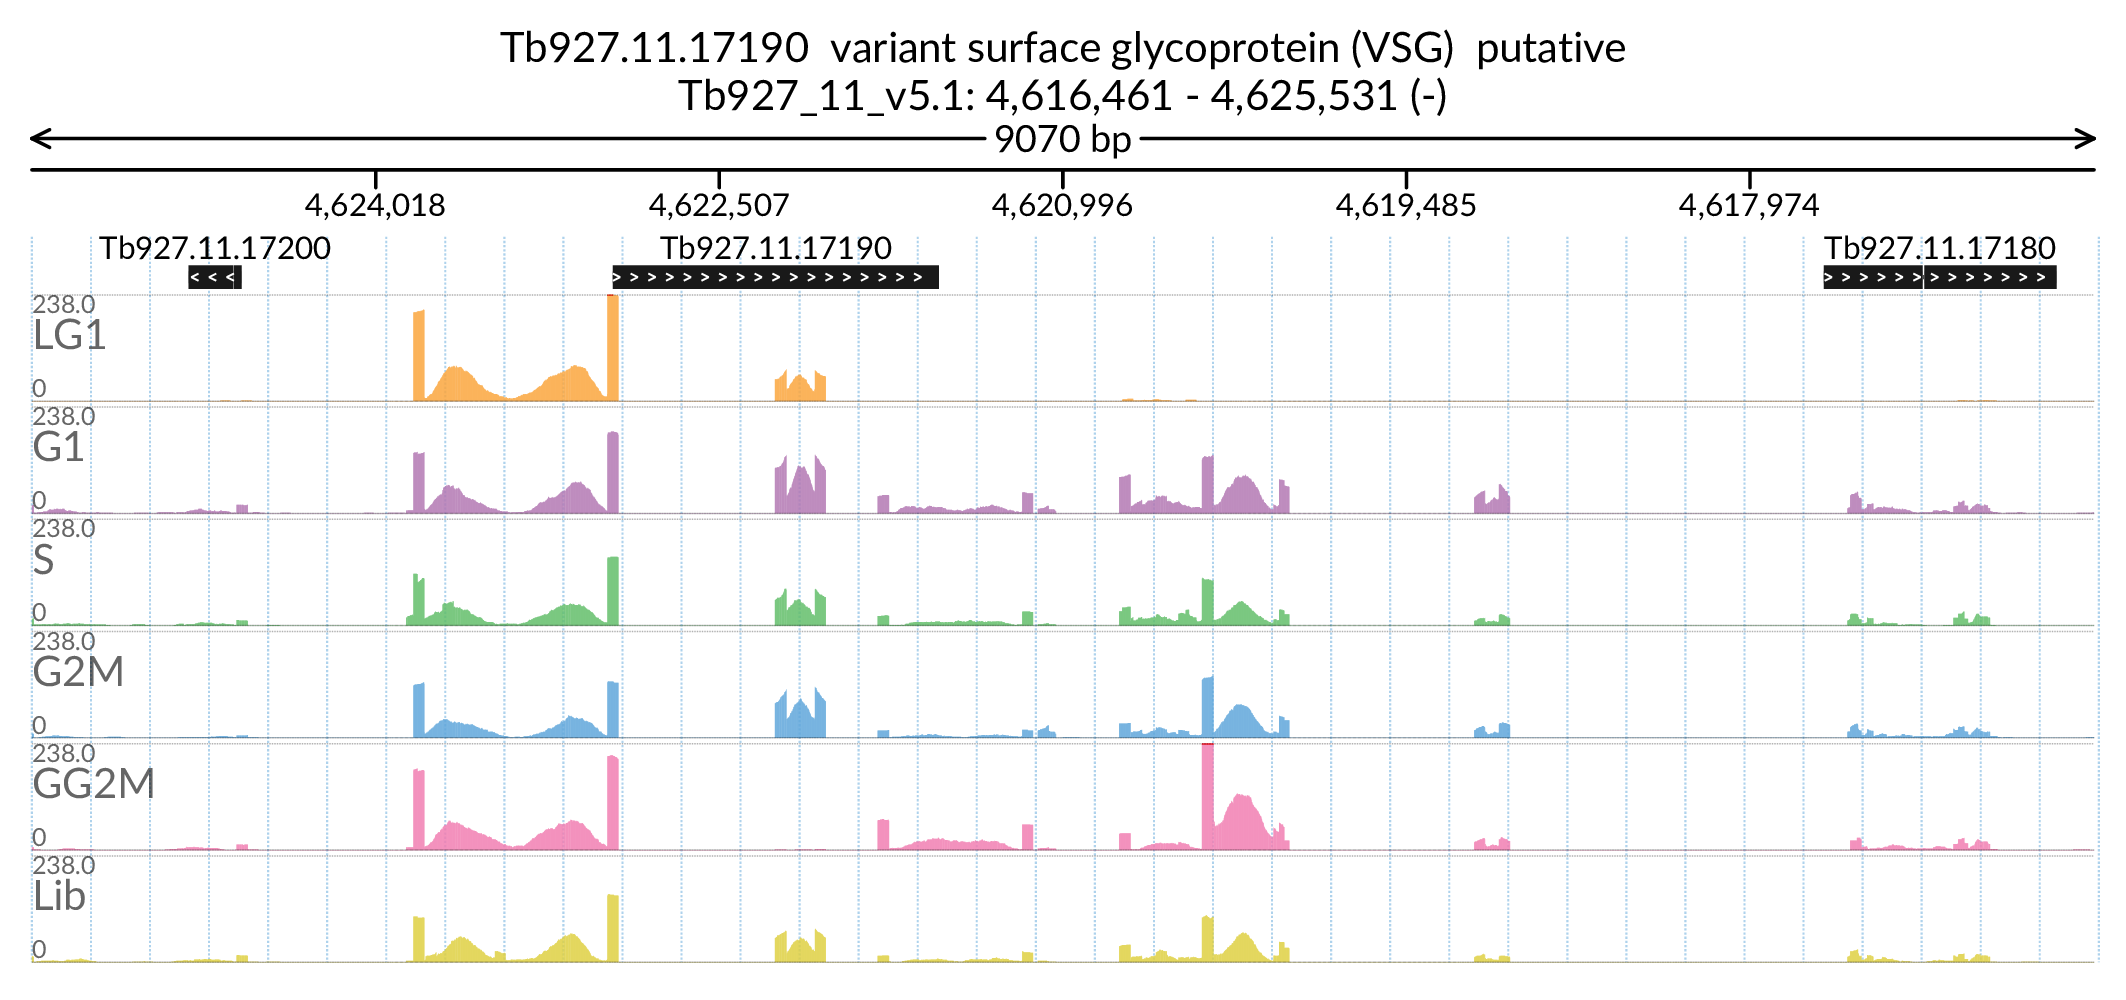 Tb927.11.17190 variant surface glycoprotein (VSG) putative
Tb927_11_v5.1: 4,616,461 - 4,625,531 (-)
9070 bp
4,624,018 4,622,507 4,620,996 4,619,485 4,617,974
Tb927.11.17200 Tb927.11.17190 Tb927.11.17180
238.0
LG1
0
238.0
G1
0
238.0
S
0
238.0
G2M
0
238.0
GG2M
0
238.0
Lib
0